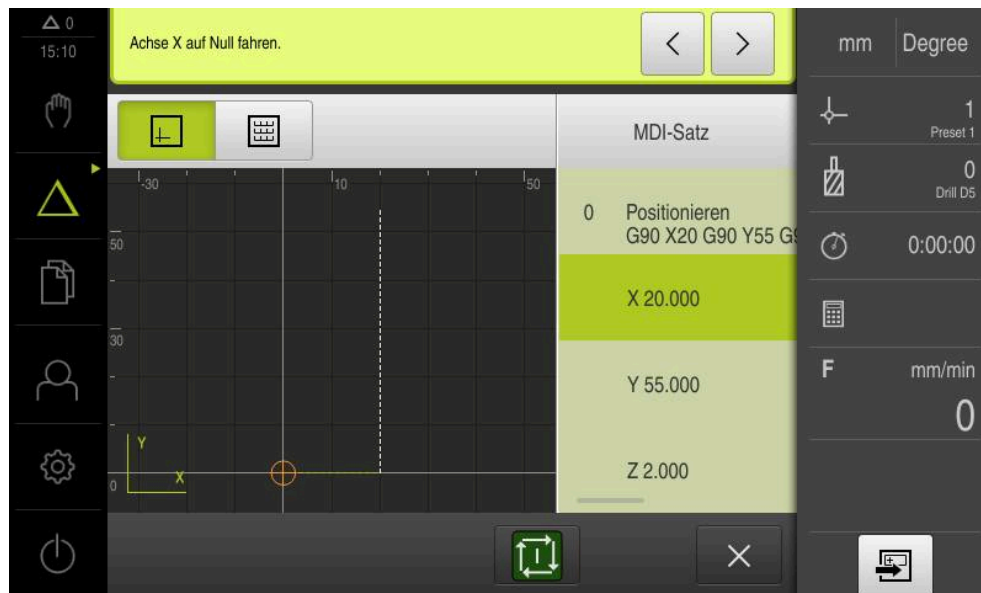 0
15:10
Achse X auf Null fahren.
mm Degree
MDI-Satz
1
Preset 1
0
Drill D5
0:00:00
F mm/min
0
-30 10 50
50
30
0
Y
X
0 Positionieren
G90 X20 G90 Y55
X 20.000
Y 55.000
Z 2.000